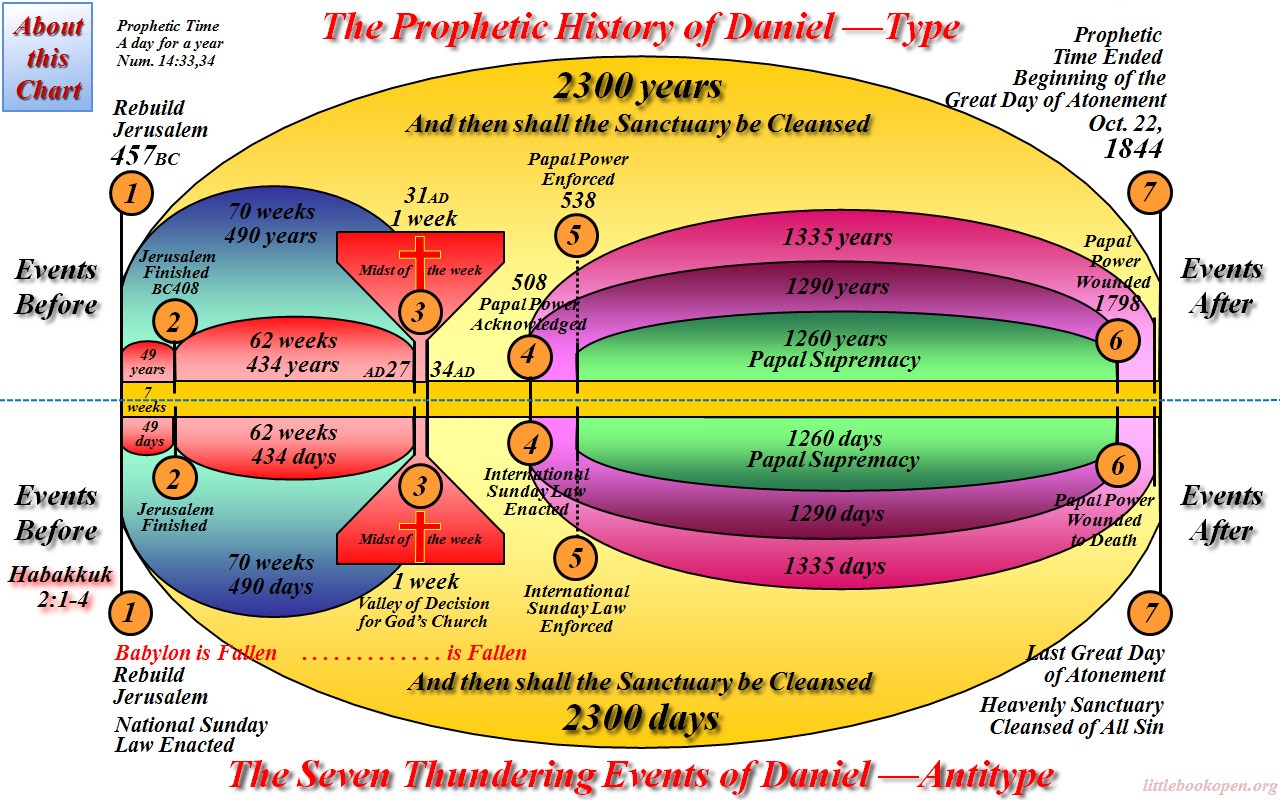 About
this
Chart
Prophetic Time
A day for a year
Num. 14:33,34
The Prophetic History of Daniel —Type
Prophetic
Time Ended
Beginning of the
Great Day of Atonement
Oct. 22,
1844
2300 years
And then shall the Sanctuary be Cleansed
Rebuild
Jerusalem
457BC
1
Papal Power
Enforced
538
5
7
31AD
1 week
70 weeks
490 years
Midst of the week
3
1335 years
1290 years
1260 years
Papal Supremacy
Jerusalem
Finished
BC408
2
508
Papal Power
Acknowledged
4
Papal
Power
Wounded
1798
6
Events
Before
Events
After
49
years
62 weeks
434 years
AD27
34AD
7
weeks
49
days
62 weeks
434 days
4
1260 days
Papal Supremacy
6
2
Jerusalem
Finished
3
International
Sunday Law
Enacted
Papal Power
Wounded
to Death
Events
Before
Events
After
1290 days
Midst of the week
1335 days
70 weeks
490 days
5
Habakkuk
2:1-4
1
1 week
Valley of Decision
for God's Church
International
Sunday Law
Enforced
7
Babylon is Fallen . . . . . . . . . . . . . is Fallen
Rebuild
Jerusalem
National Sunday
Law Enacted
Last Great Day
of Atonement
Heavenly Sanctuary
Cleansed of All Sin
And then shall the Sanctuary be Cleansed
2300 days
The Seven Thundering Events of Daniel —Antitype
littlebookopen.org